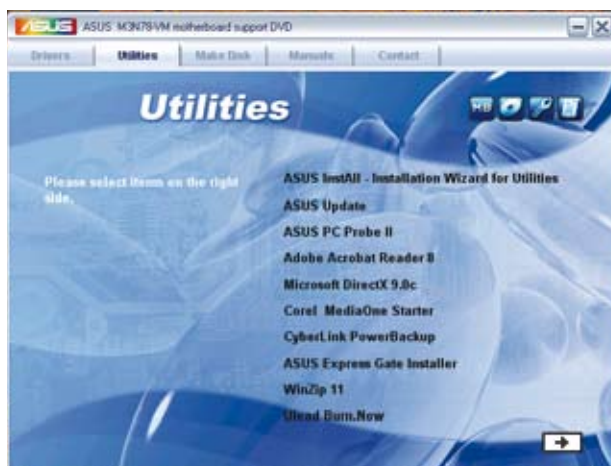 ASUS ASUS M3N78-VM motherboard support DVD
Drivers Utilities Make Disk Manuals Contact
Utilities
Please select items on the right side.
ASUS InstAll - Installation Wizard for Utilities
ASUS Update
ASUS PC Probe II
Adobe Acrobat Reader 8
Microsoft DirectX 9.0c
Corel MediaOne Starter
CyberLink PowerBackup
ASUS Express Gate Installer
WinZip 11
Ulead Burn.Now